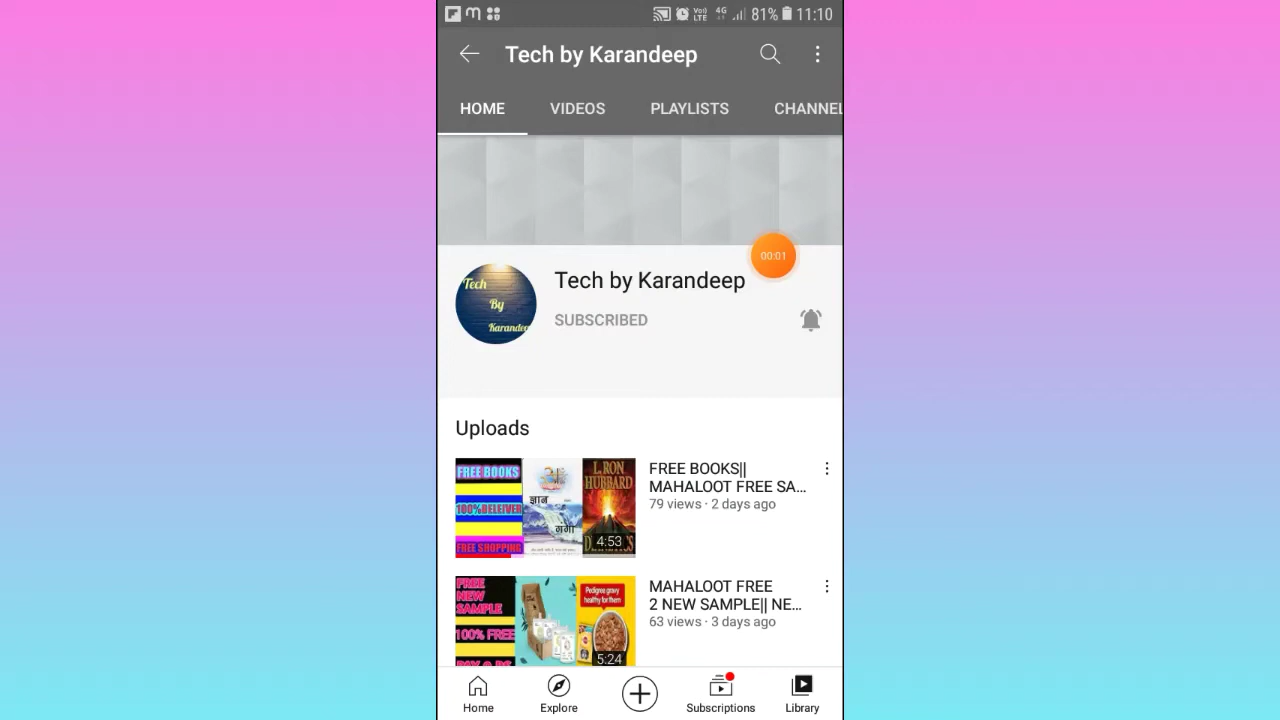 81% 11:10
Tech by Karandeep
HOME VIDEOS PLAYLISTS CHANNEL
00:01
Tech by Karandeep
SUBSCRIBED
Tech
By
Karandee
Uploads
FREE BOOKS||
MAHALOOT FREE SA...
79 views · 2 days ago
FREE BOOKS
100%DELEIVER
FREE SHOPPING
ज्ञान
गंगा
L. RON
HUBBARD
4:53
MAHALOOT FREE
2 NEW SAMPLE|| NE...
63 views · 3 days ago
FREE
NEW
SAMPLE
100% FREE
Pedigree gravy
healthy for them
5:24
Home Explore Subscriptions Library